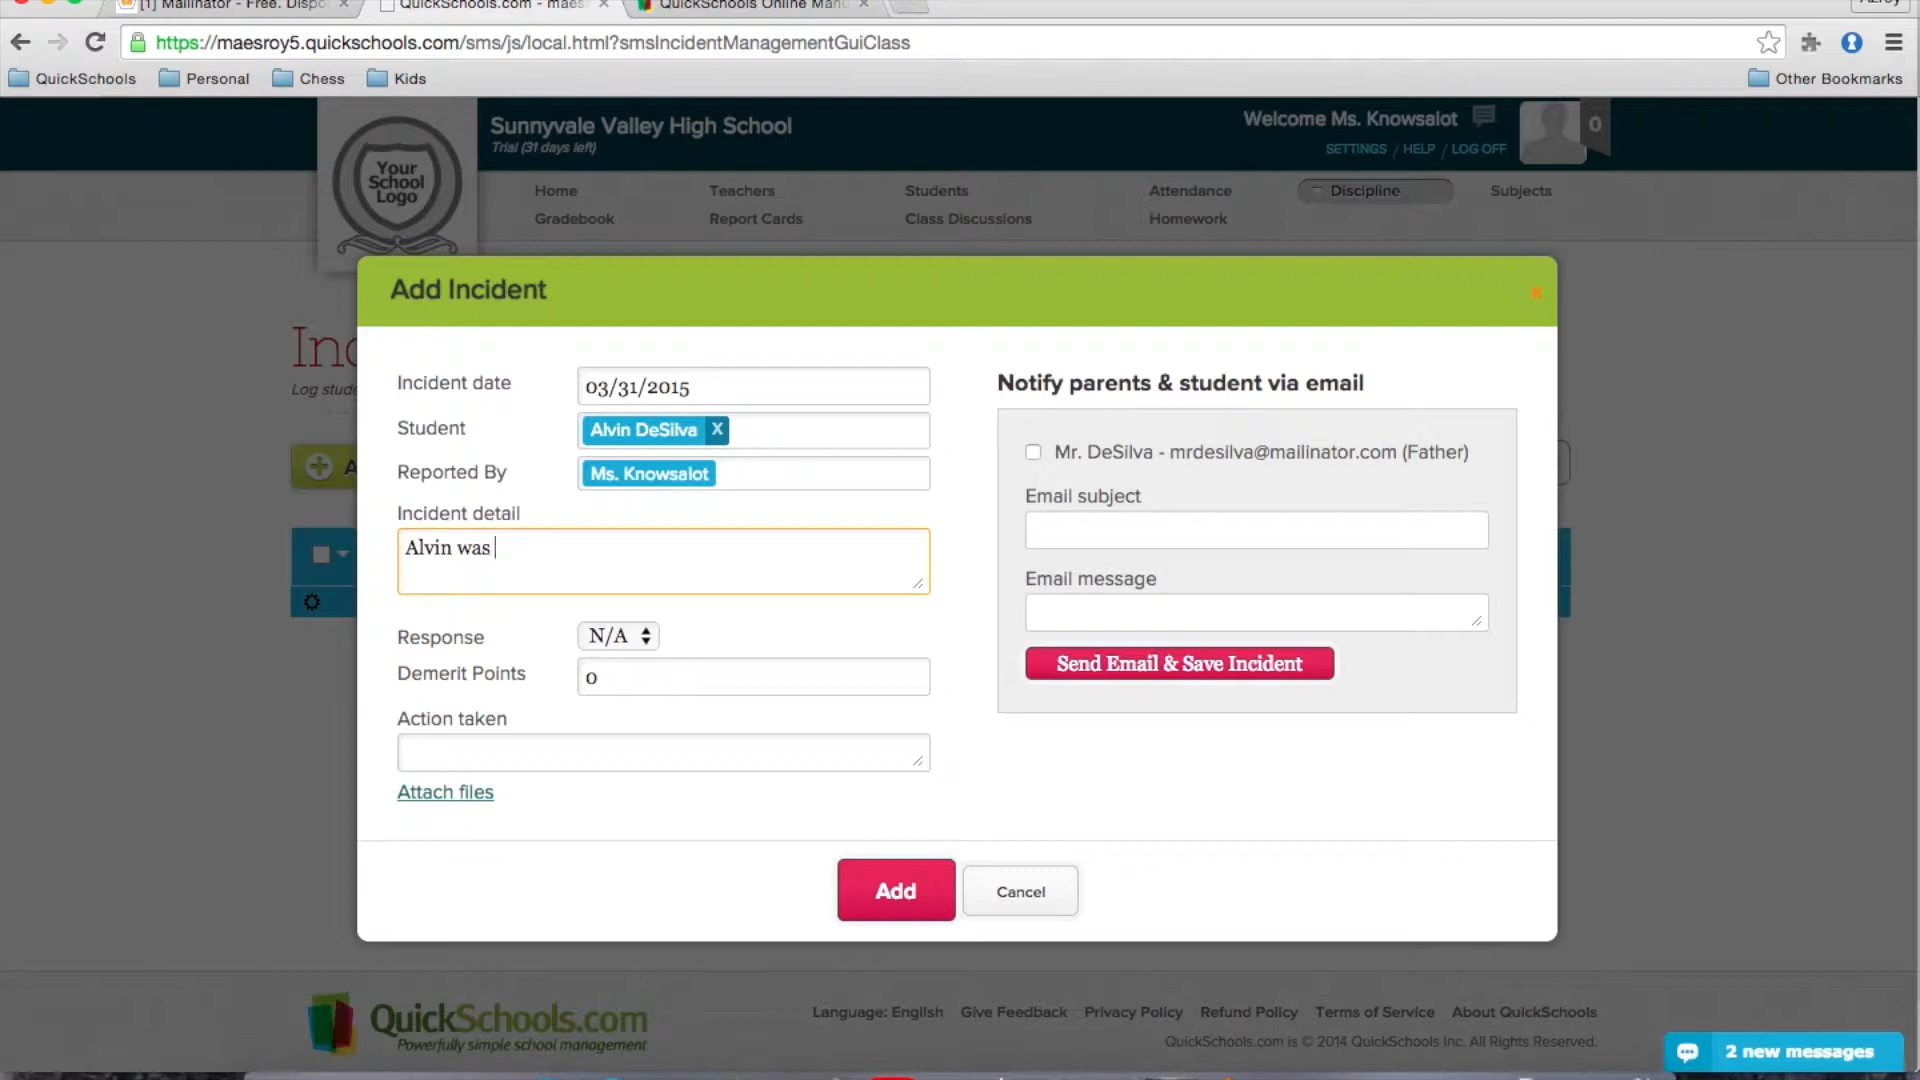 [1] Mailinator - Free. Dispo
QuickSchools.com - maes
QuickSchools Online Manu
https://maesroy5.quickschools.com/sms/js/local.html?smsIncidentManagementGuiClass
QuickSchools
Personal
Chess
Kids
Other Bookmarks
Your School Logo
Sunnyvale Valley High School
Trial (31 days left)
Welcome Ms. Knowsalot
0
SETTINGS / HELP / LOG OFF
Home
Teachers
Students
Attendance
Discipline
Subjects
Gradebook
Report Cards
Class Discussions
Homework
Inc
Log stude
A
Add Incident
x
Incident date
03/31/2015
Student
Alvin DeSilva X
Reported By
Ms. Knowsalot
Incident detail
Alvin was
Response
N/A
Demerit Points
0
Action taken
Attach files
Notify parents & student via email
Mr. DeSilva - mrdesilva@mailinator.com (Father)
Email subject
Email message
Send Email & Save Incident
Add
Cancel
QuickSchools.com
Powerfully simple school management
Language: English
Give Feedback
Privacy Policy
Refund Policy
Terms of Service
About QuickSchools
QuickSchools.com is © 2014 QuickSchools Inc. All Rights Reserved.
2 new messages